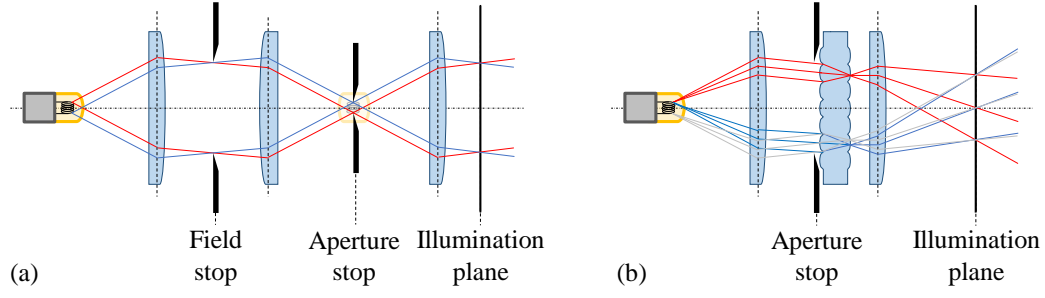 Field
stop
Aperture
stop
Illumination
plane
(a)
Aperture
stop
Illumination
plane
(b)